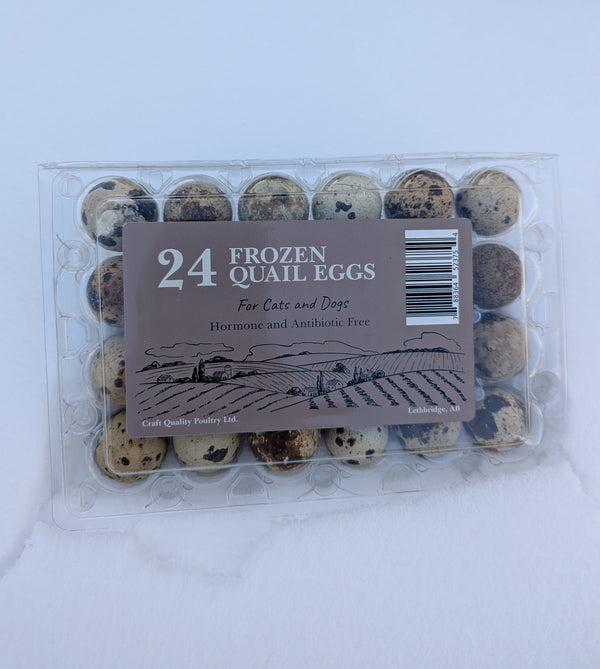 24 FROZEN
QUAIL EGGS
For Cats and Dogs
Hormone and Antibiotic Free
Craft Quality Poultry Ltd.
Lethbridge, AB